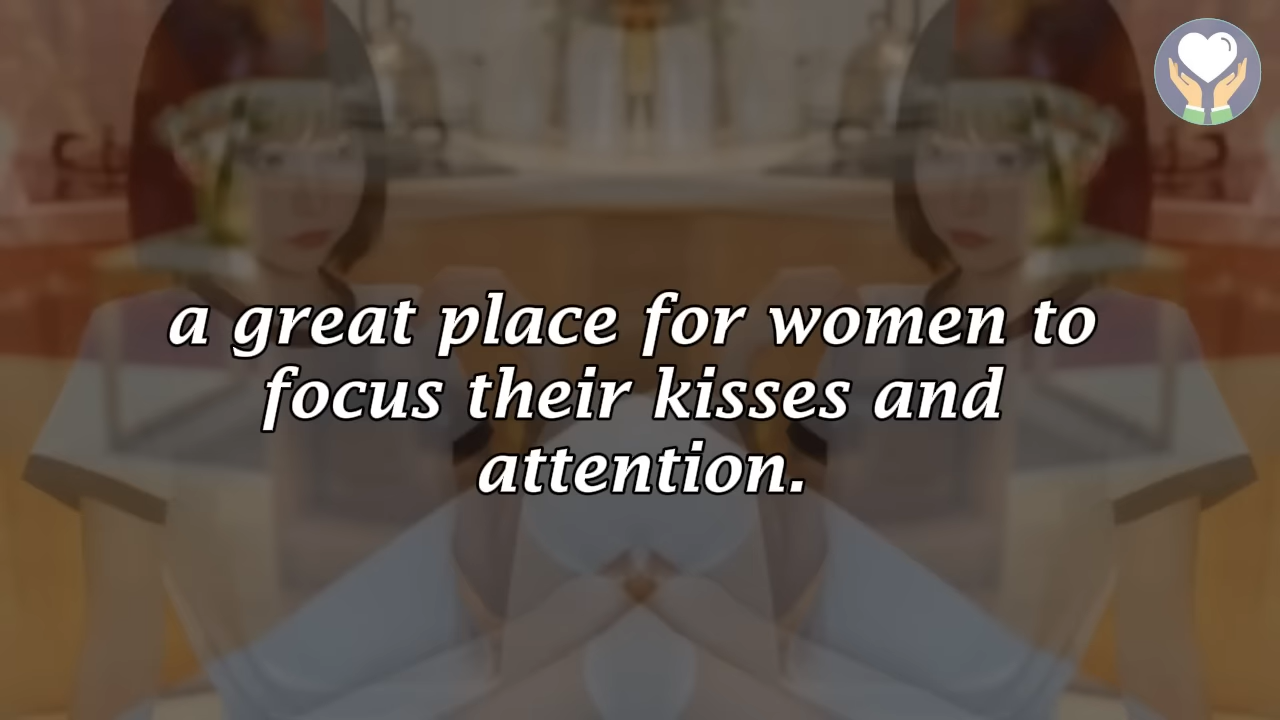 a great place for women to
focus their kisses and
attention.